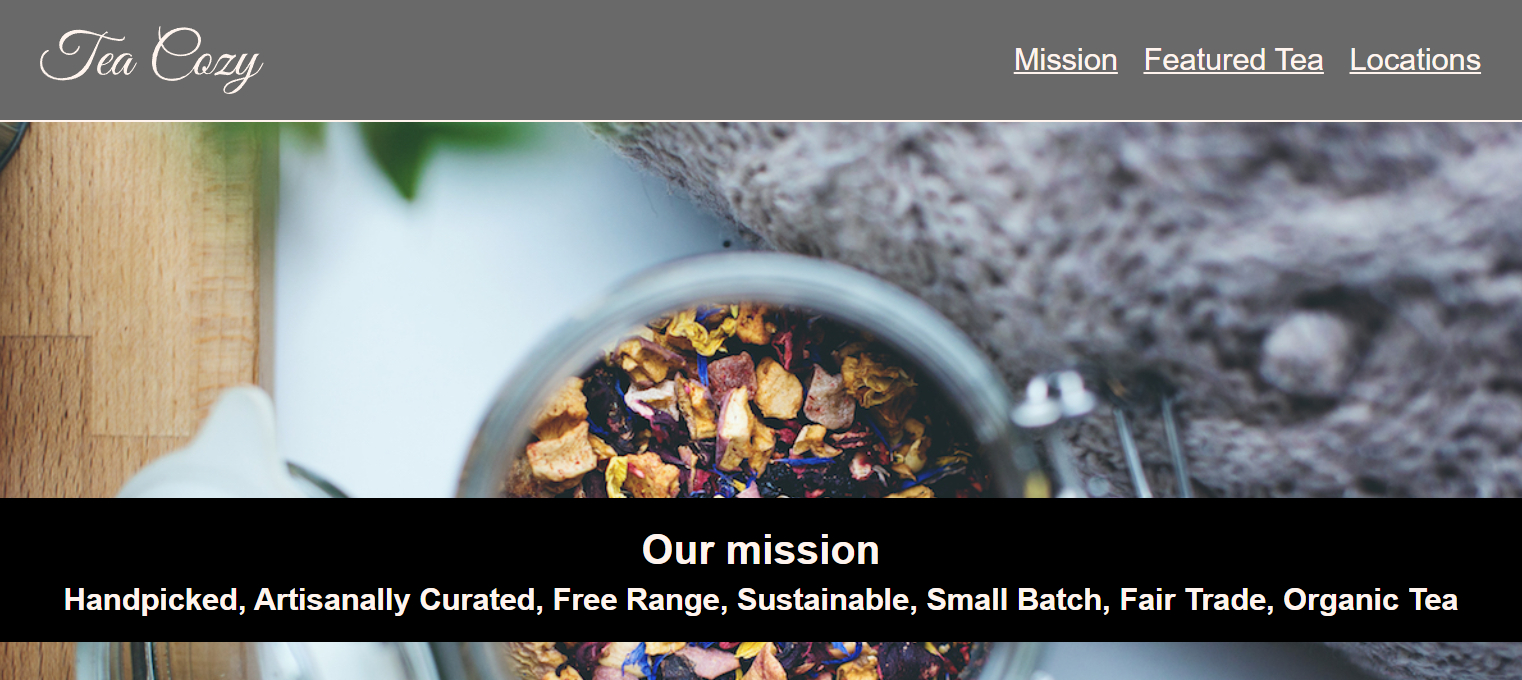 Tea Cozy
Mission Featured Tea Locations
Our mission
Handpicked, Artisanally Curated, Free Range, Sustainable, Small Batch, Fair Trade, Organic Tea